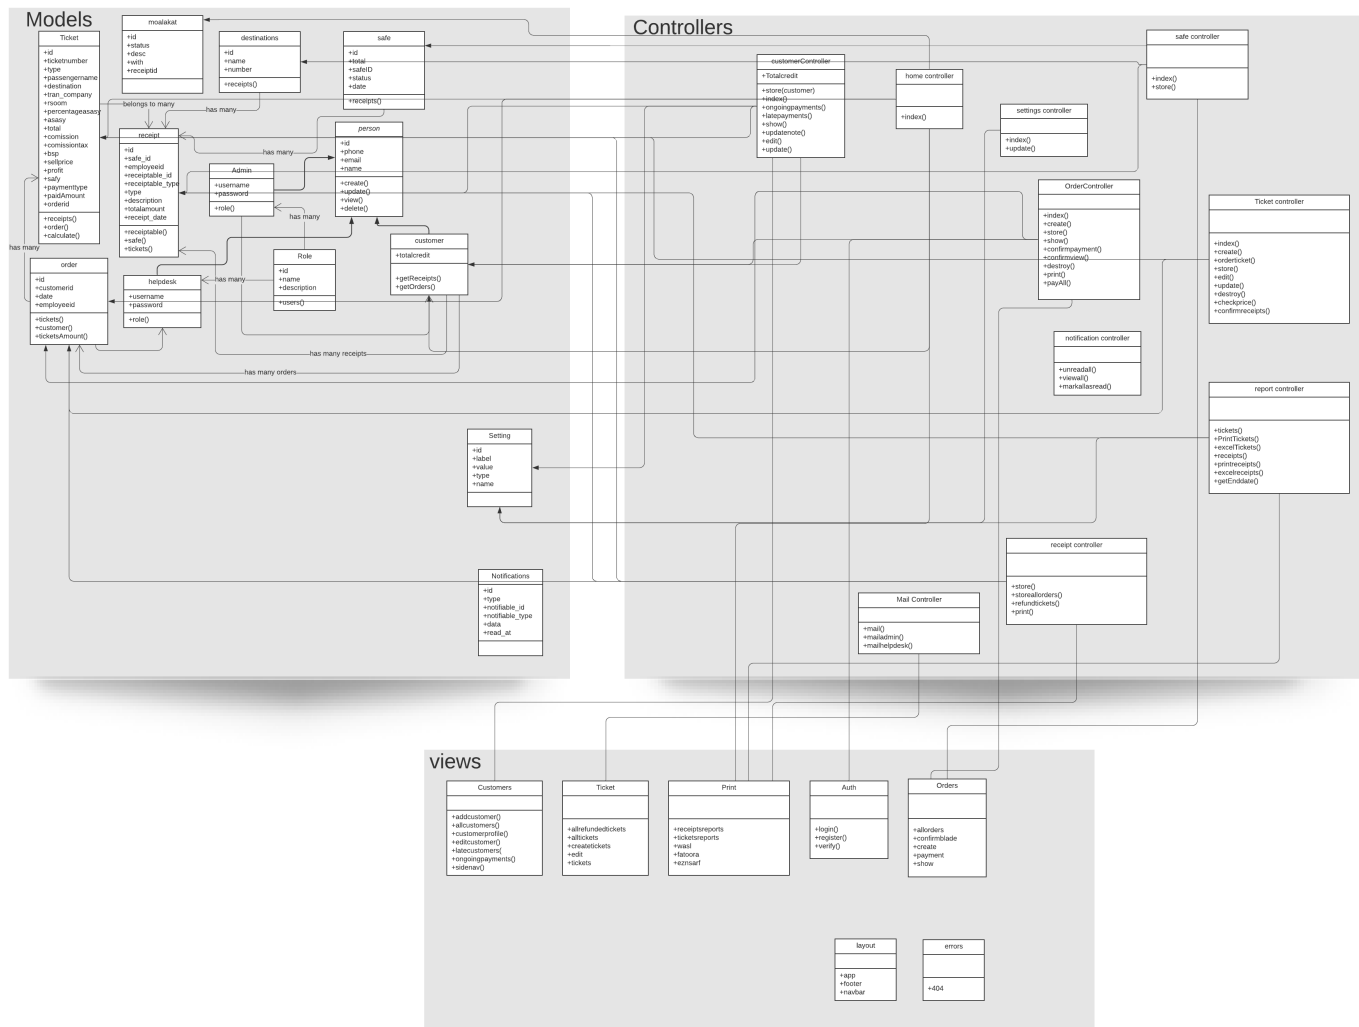 Models
Ticket
+id
+ticketnumber
+type
+passengername
+destination
+tran_company
+rsoom
+percentageasasy
+asasy
+total
+comission
+comissiontax
+bsp
+sellprice
+profit
+safy
+paymenttype
+paidAmount
+orderid
+receipts()
+order()
+calculate()
moalakat
+id
+status
+desc
+with
+receiptid
destinations
+id
+name
+number
+receipts()
safe
+id
+total
+safeID
+status
+date
+receipts()
belongs to many
has many
has many
receipt
+id
+safe_id
+employeeid
+receiptable_id
+receiptable_type
+type
+description
+totalamount
+receipt_date
+receiptable()
+safe()
+tickets()
person
+id
+phone
+email
+name
+create()
+update()
+view()
+delete()
Admin
+username
+password
+role()
has many
has many
order
+id
+customerid
+date
+employeeid
+tickets()
+customer()
+ticketsAmount()
helpdesk
+username
+password
+role()
has many
Role
+id
+name
+description
+users()
customer
+totalcredit
+getReceipts()
+getOrders()
has many receipts
has many orders
Setting
+id
+label
+value
+type
+name
Notifications
+id
+type
+notifiable_id
+notifiable_type
+data
+read_at
Controllers
customerController
+Totalcredit
+store(customer)
+index()
+ongoingpayments()
+latepayments()
+show()
+updatenote()
+edit()
+update()
home controller
+index()
settings controller
+index()
+update()
safe controller
+index()
+store()
OrderController
+index()
+create()
+store()
+show()
+confirmpayment()
+confirmview()
+destroy()
+print()
+payAll()
Ticket controller
+index()
+create()
+orderticket()
+store()
+edit()
+update()
+destroy()
+checkprice()
+confirmreceipts()
notification controller
+unreadall()
+viewall()
+markallasread()
report controller
+tickets()
+PrintTickets()
+excelTickets()
+receipts()
+printreceipts()
+excelreceipts()
+getEnddate()
receipt controller
+store()
+storeallorders()
+refundtickets()
+print()
Mail Controller
+mail()
+mailadmin()
+mailhelpdesk()
views
Customers
+addcustomer()
+allcustomers()
+customerprofile()
+editcustomer()
+latecustomers(
+ongoingpayments()
+sidenav()
Ticket
+allrefundedtickets
+alltickets
+createtickets
+edit
+tickets
Print
+receiptsreports
+ticketsreports
+wasl
+fatoora
+eznsarf
Auth
+login()
+register()
+verify()
Orders
+allorders
+confirmblade
+create
+payment
+show
layout
+app
+footer
+navbar
errors
+404